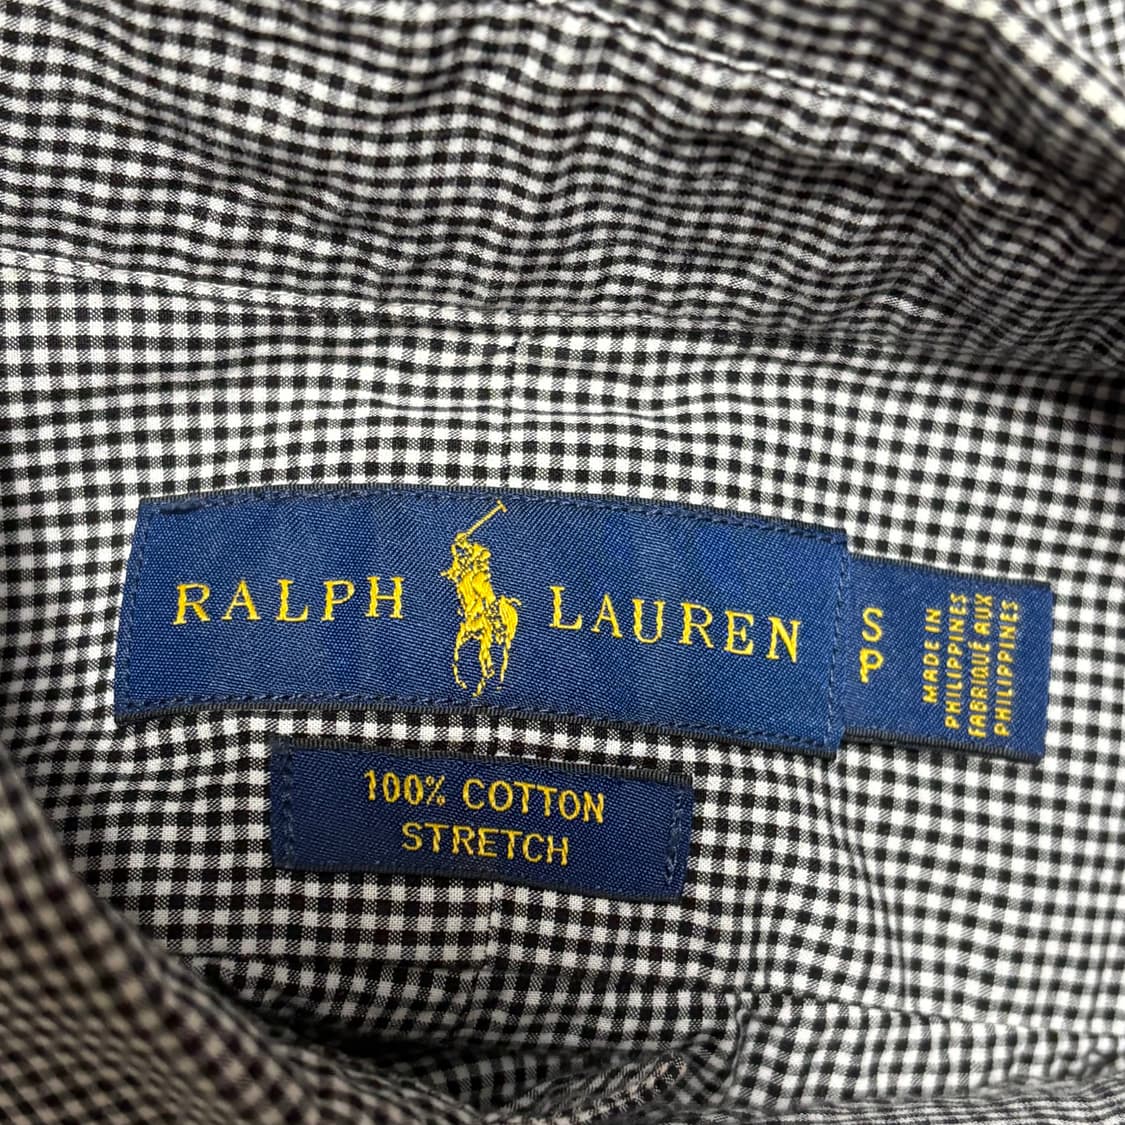 RALPH LAUREN
S
P
MADE IN
PHILIPPINES
FABRIQUÉ AUX
PHILIPPINES
100% COTTON
STRETCH